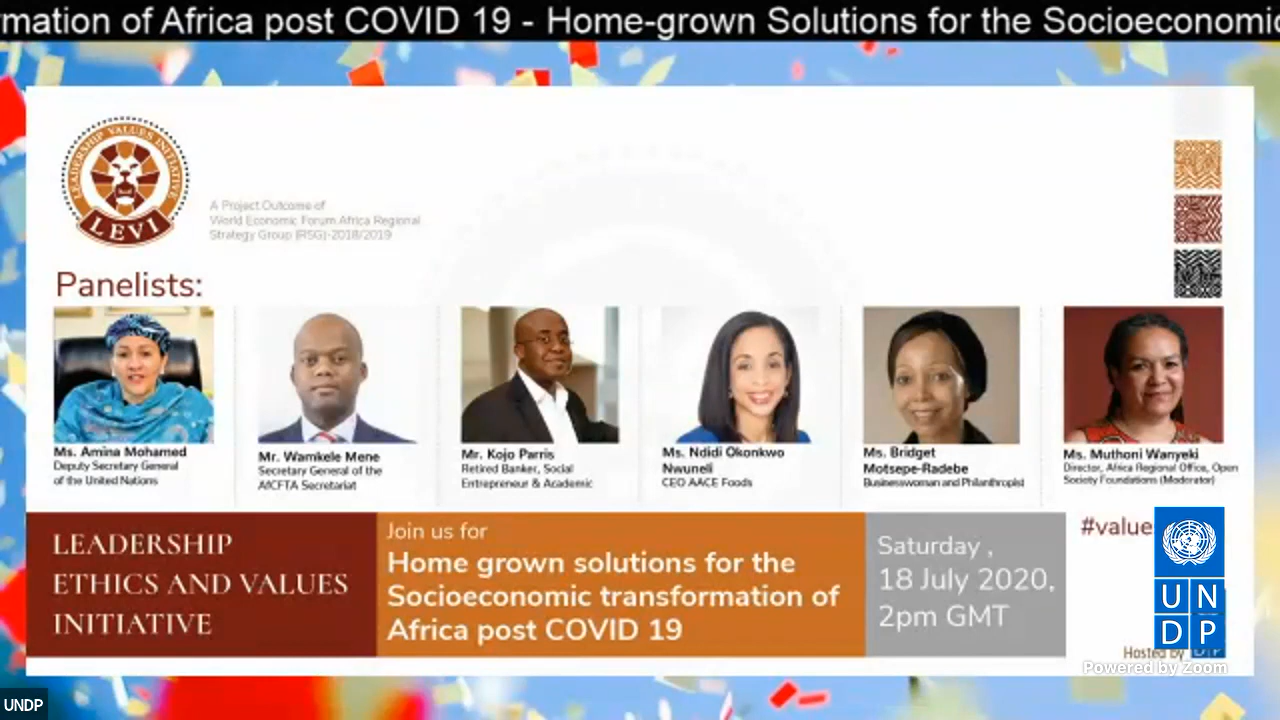 rmation of Africa post COVID 19 - Home-grown Solutions for the Socioeconomic
LEADERSHIP VALUES INITIATIVE
LEVI
A Project Outcome of
World Economic Forum Africa Regional
Strategy Group (RSG)-2018/2019
Panelists:
Ms. Amina Mohamed
Deputy Secretary General
of the United Nations
Mr. Wamkele Mene
Secretary General of the
AfCFTA Secretariat
Mr. Kojo Parris
Retired Banker, Social
Entrepreneur & Academic
Ms. Ndidi Okonkwo
Nwuneli
CEO AACE Foods
Ms. Bridget
Motsepe-Radebe
Businesswoman and Philanthropist
Ms. Muthoni Wanyeki
Director, Africa Regional Office, Open
Society Foundations (Moderator)
LEADERSHIP
ETHICS AND VALUES
INITIATIVE
Join us for
Home grown solutions for the
Socioeconomic transformation of
Africa post COVID 19
Saturday ,
18 July 2020,
2pm GMT
#value
U N
D P
Hosted by
Powered by Zoom
UNDP